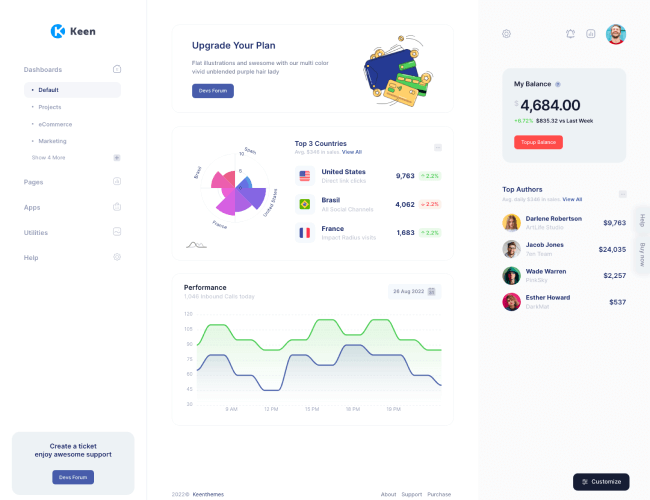 Keen
Dashboards
Default
Projects
eCommerce
Marketing
Show 4 More
Pages
Apps
Utilities
Help
Create a ticket
enjoy awesome support
Devs Forum
Upgrade Your Plan
Flat illustrations and awesome with our multi color
vivid unblended purple hair lady
Devs Forum
Spain
10
5
Brasil
United States
France
Top 3 Countries
Avg. $346 in sales. View All
United States
Direct link clicks
9,763
2.2%
Brasil
All Social Channels
4,062
2.2%
France
Impact Radius visits
1,683
2.2%
Performance
1,046 Inbound Calls today
26 Aug 2022
120
105
90
75
60
45
30
9 AM
12 PM
15 PM
16 PM
18 PM
2022© Keenthemes
About Support Purchase
My Balance
$ 4,684.00
+6.72% $835.32 vs Last Week
Topup Balance
Top Authors
Avg. daily $346 in sales. View All
Darlene Robertson
ArtLife Studio
$9,763
Jacob Jones
7en Team
$24,035
Wade Warren
PinkSky
$2,257
Esther Howard
DarkMat
$537
Help
Buy now
Customize